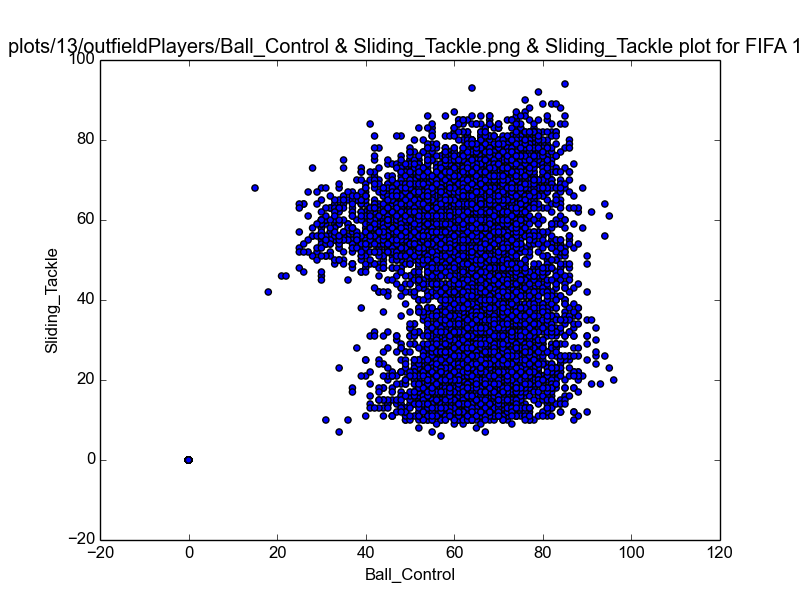 plots/13/outfieldPlayers/Ball_Control & Sliding_Tackle.png & Sliding_Tackle plot for FIFA 1
100
80
60
40
20
0
−20
Sliding_Tackle
−20 0 20 40 60 80 100 120
Ball_Control